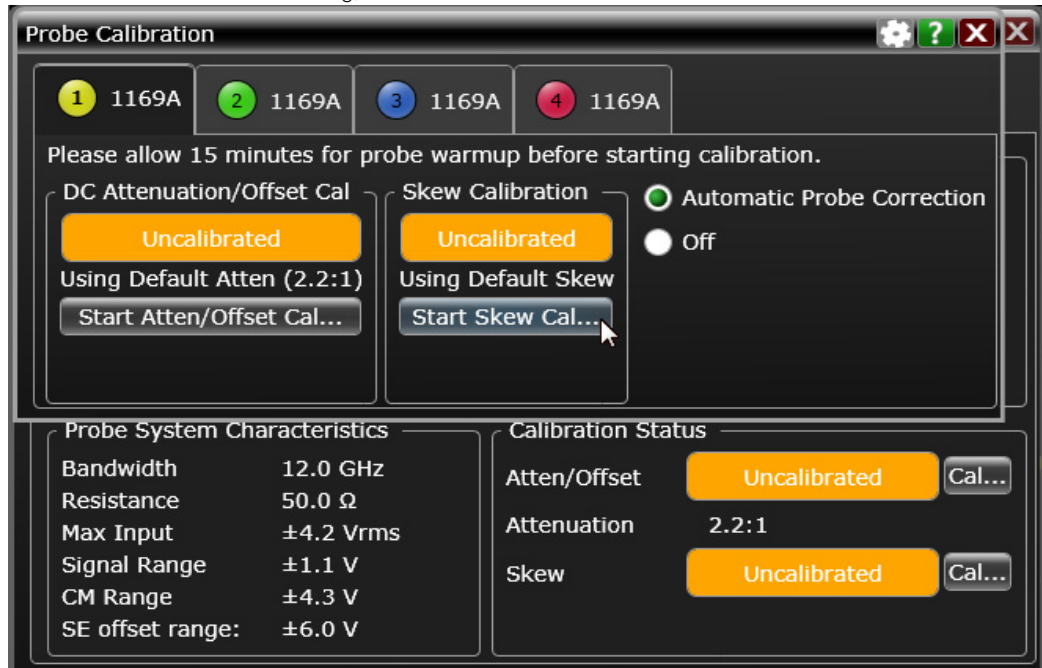 Probe Calibration
? X X
1 1169A 2 1169A 3 1169A 4 1169A
Please allow 15 minutes for probe warmup before starting calibration.
DC Attenuation/Offset Cal
Uncalibrated
Using Default Atten (2.2:1)
Start Atten/Offset Cal...
Skew Calibration
Uncalibrated
Using Default Skew
Start Skew Cal...
Automatic Probe Correction
Off
Probe System Characteristics
Bandwidth 12.0 GHz
Resistance 50.0 Ω
Max Input ±4.2 Vrms
Signal Range ±1.1 V
CM Range ±4.3 V
SE offset range: ±6.0 V
Calibration Status
Atten/Offset Uncalibrated Cal...
Attenuation 2.2:1
Skew Uncalibrated Cal...